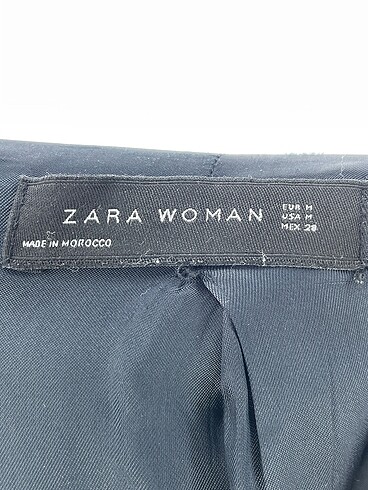 ZARA WOMAN
EUR M
USA M
MEX 28
MADE IN MOROCCO